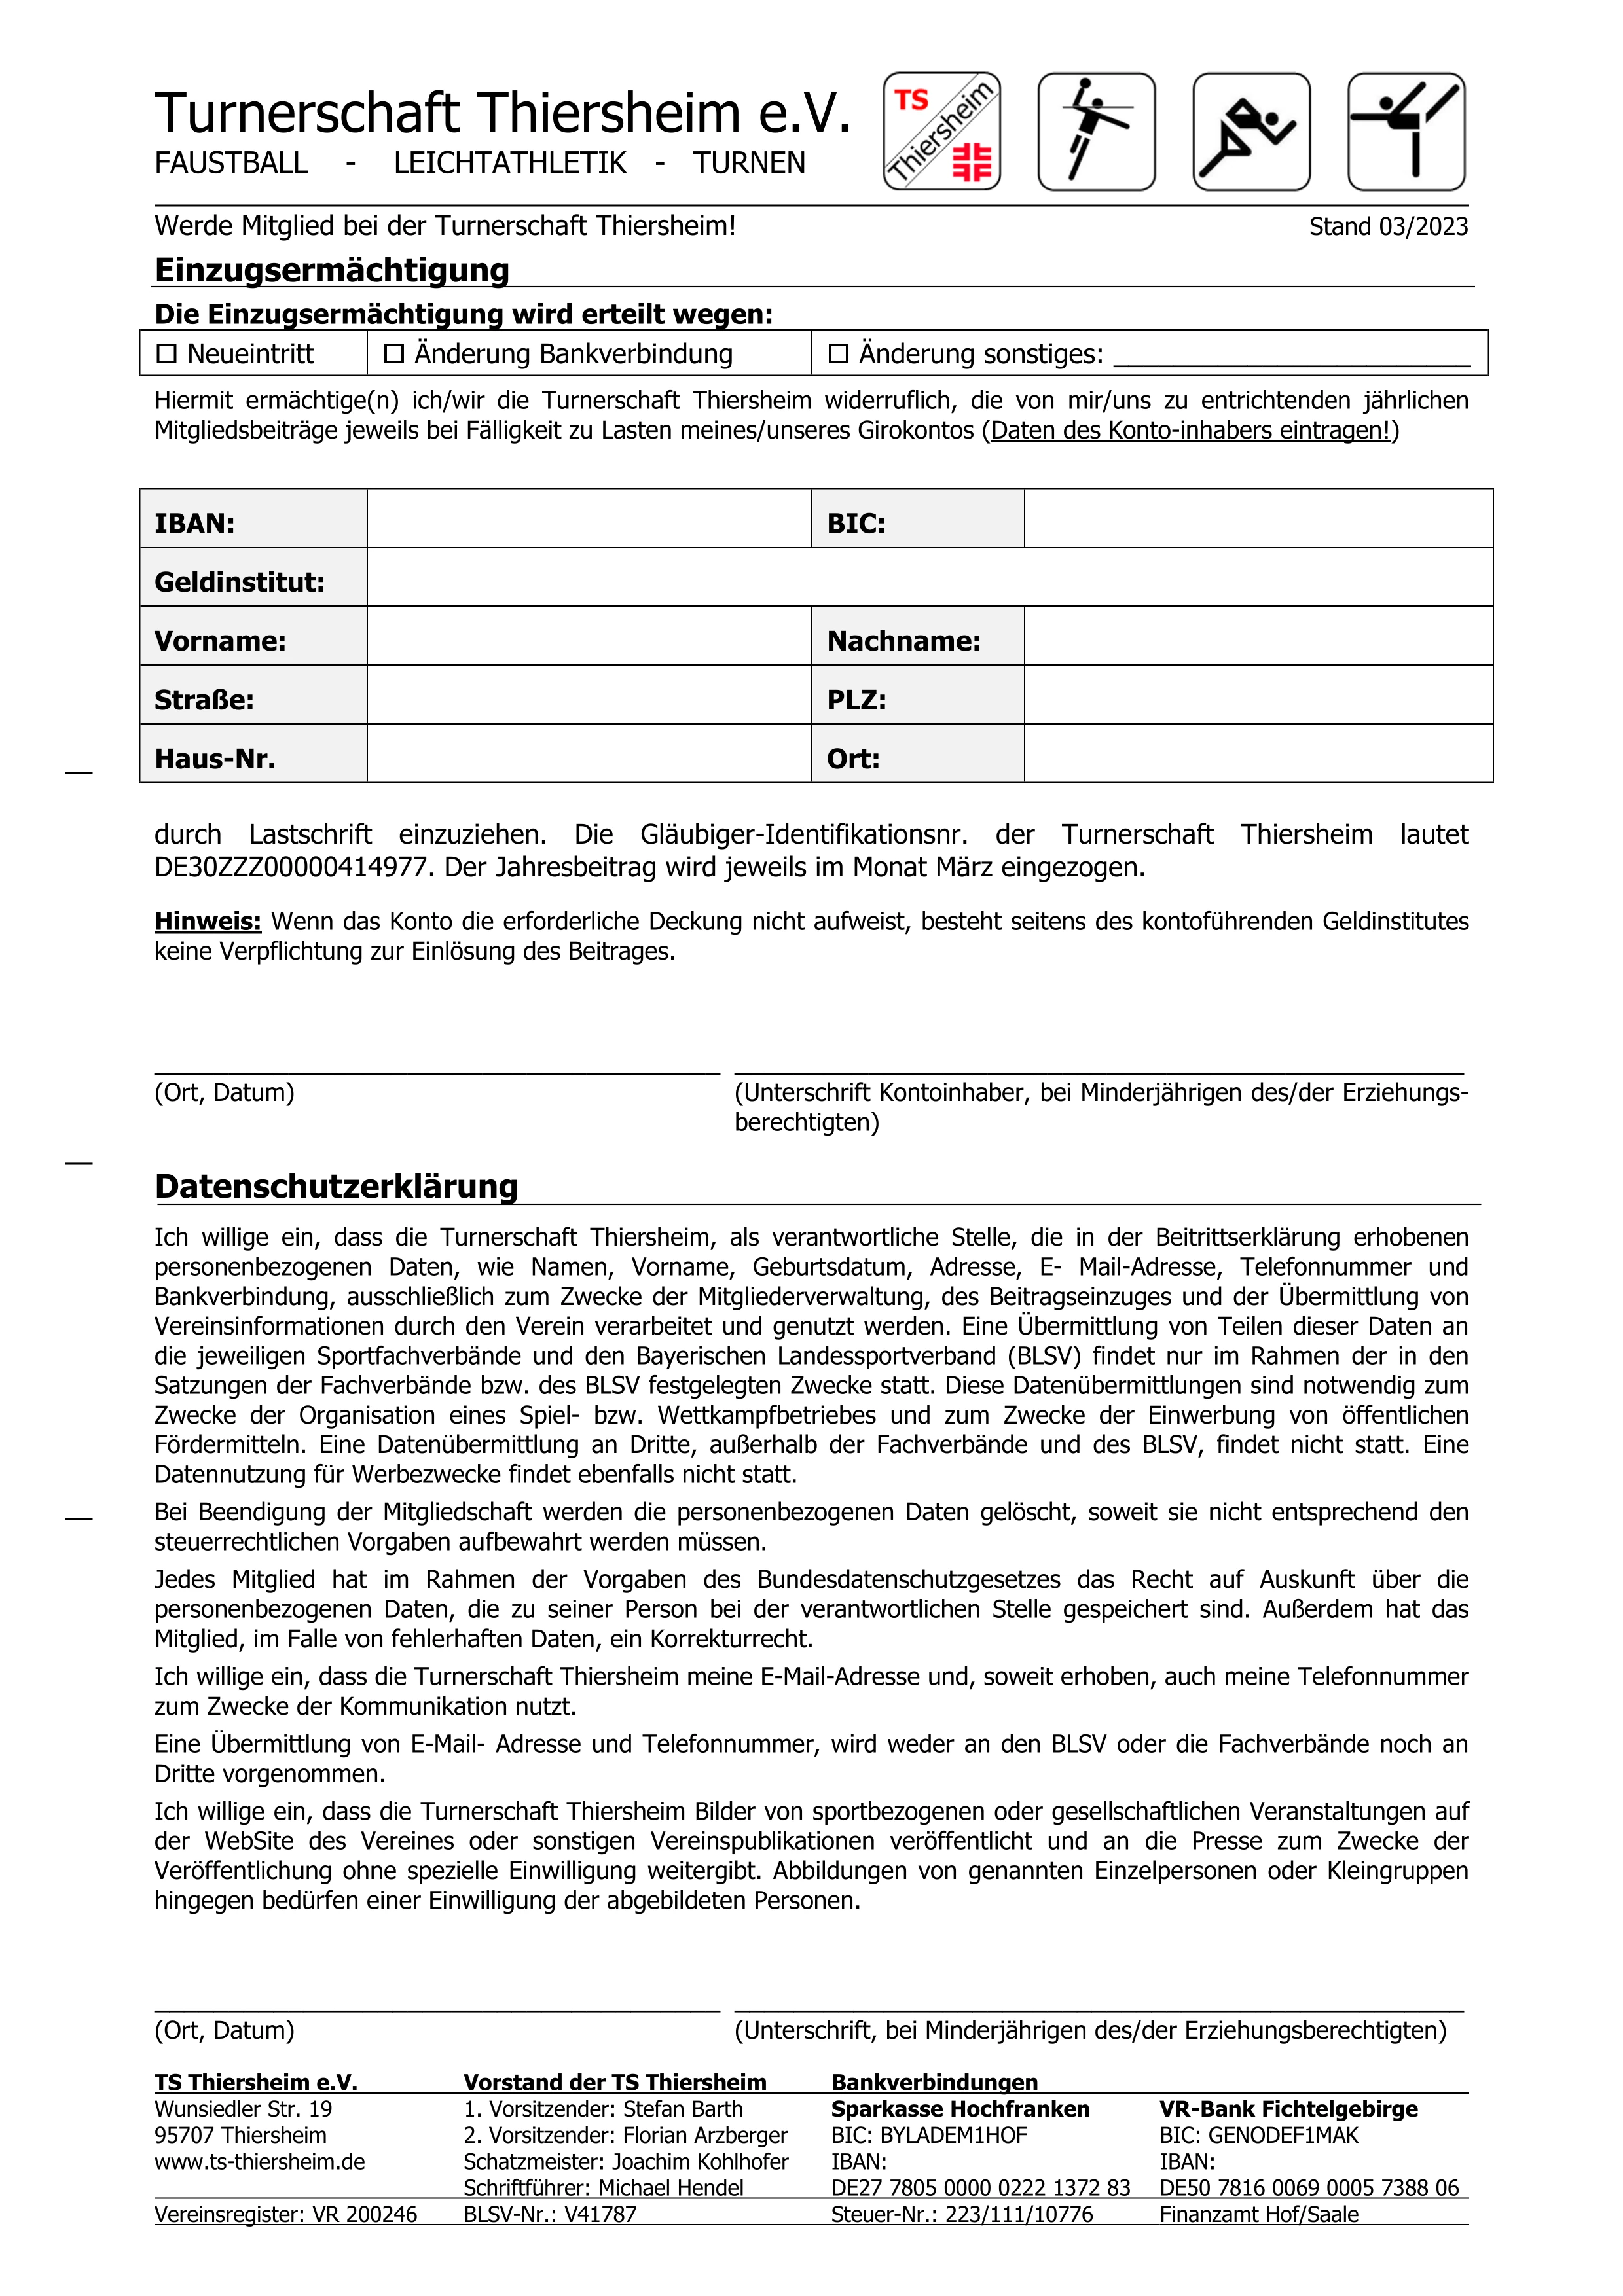 Turnerschaft Thiersheim e.V.
FAUSTBALL - LEICHTATHLETIK - TURNEN
TS
Thiersheim
Werde Mitglied bei der Turnerschaft Thiersheim! Stand 03/2023
Einzugsermächtigung
Die Einzugsermächtigung wird erteilt wegen:
☐ Neueintritt ☐ Änderung Bankverbindung ☐ Änderung sonstiges: ____________________
Hiermit ermächtige(n) ich/wir die Turnerschaft Thiersheim widerruflich, die von mir/uns zu entrichtenden jährlichen
Mitgliedsbeiträge jeweils bei Fälligkeit zu Lasten meines/unseres Girokontos (Daten des Konto-inhabers eintragen!)
IBAN: BIC:
Geldinstitut:
Vorname: Nachname:
Straße: PLZ:
Haus-Nr. Ort:
durch Lastschrift einzuziehen. Die Gläubiger-Identifikationsnr. der Turnerschaft Thiersheim lautet
DE30ZZZ00000414977. Der Jahresbeitrag wird jeweils im Monat März eingezogen.
Hinweis: Wenn das Konto die erforderliche Deckung nicht aufweist, besteht seitens des kontoführenden Geldinstitutes
keine Verpflichtung zur Einlösung des Beitrages.
(Ort, Datum) (Unterschrift Kontoinhaber, bei Minderjährigen des/der Erziehungs-
berechtigten)
Datenschutzerklärung
Ich willige ein, dass die Turnerschaft Thiersheim, als verantwortliche Stelle, die in der Beitrittserklärung erhobenen
personenbezogenen Daten, wie Namen, Vorname, Geburtsdatum, Adresse, E- Mail-Adresse, Telefonnummer und
Bankverbindung, ausschließlich zum Zwecke der Mitgliederverwaltung, des Beitragseinzuges und der Übermittlung von
Vereinsinformationen durch den Verein verarbeitet und genutzt werden. Eine Übermittlung von Teilen dieser Daten an
die jeweiligen Sportfachverbände und den Bayerischen Landessportverband (BLSV) findet nur im Rahmen der in den
Satzungen der Fachverbände bzw. des BLSV festgelegten Zwecke statt. Diese Datenübermittlungen sind notwendig zum
Zwecke der Organisation eines Spiel- bzw. Wettkampfbetriebes und zum Zwecke der Einwerbung von öffentlichen
Fördermitteln. Eine Datenübermittlung an Dritte, außerhalb der Fachverbände und des BLSV, findet nicht statt. Eine
Datennutzung für Werbezwecke findet ebenfalls nicht statt.
Bei Beendigung der Mitgliedschaft werden die personenbezogenen Daten gelöscht, soweit sie nicht entsprechend den
steuerrechtlichen Vorgaben aufbewahrt werden müssen.
Jedes Mitglied hat im Rahmen der Vorgaben des Bundesdatenschutzgesetzes das Recht auf Auskunft über die
personenbezogenen Daten, die zu seiner Person bei der verantwortlichen Stelle gespeichert sind. Außerdem hat das
Mitglied, im Falle von fehlerhaften Daten, ein Korrekturrecht.
Ich willige ein, dass die Turnerschaft Thiersheim meine E-Mail-Adresse und, soweit erhoben, auch meine Telefonnummer
zum Zwecke der Kommunikation nutzt.
Eine Übermittlung von E-Mail- Adresse und Telefonnummer, wird weder an den BLSV oder die Fachverbände noch an
Dritte vorgenommen.
Ich willige ein, dass die Turnerschaft Thiersheim Bilder von sportbezogenen oder gesellschaftlichen Veranstaltungen auf
der WebSite des Vereines oder sonstigen Vereinspublikationen veröffentlicht und an die Presse zum Zwecke der
Veröffentlichung ohne spezielle Einwilligung weitergibt. Abbildungen von genannten Einzelpersonen oder Kleingruppen
hingegen bedürfen einer Einwilligung der abgebildeten Personen.
(Ort, Datum) (Unterschrift, bei Minderjährigen des/der Erziehungsberechtigten)
TS Thiersheim e.V. Vorstand der TS Thiersheim Bankverbindungen
Wunsiedler Str. 19 1. Vorsitzender: Stefan Barth Sparkasse Hochfranken VR-Bank Fichtelgebirge
95707 Thiersheim 2. Vorsitzender: Florian Arzberger BIC: BYLADEM1HOF BIC: GENODEF1MAK
www.ts-thiersheim.de Schatzmeister: Joachim Kohlhofer IBAN: IBAN:
Schriftführer: Michael Hendel DE27 7805 0000 0222 1372 83 DE50 7816 0069 0005 7388 06
Vereinsregister: VR 200246 BLSV-Nr.: V41787 Steuer-Nr.: 223/111/10776 Finanzamt Hof/Saale